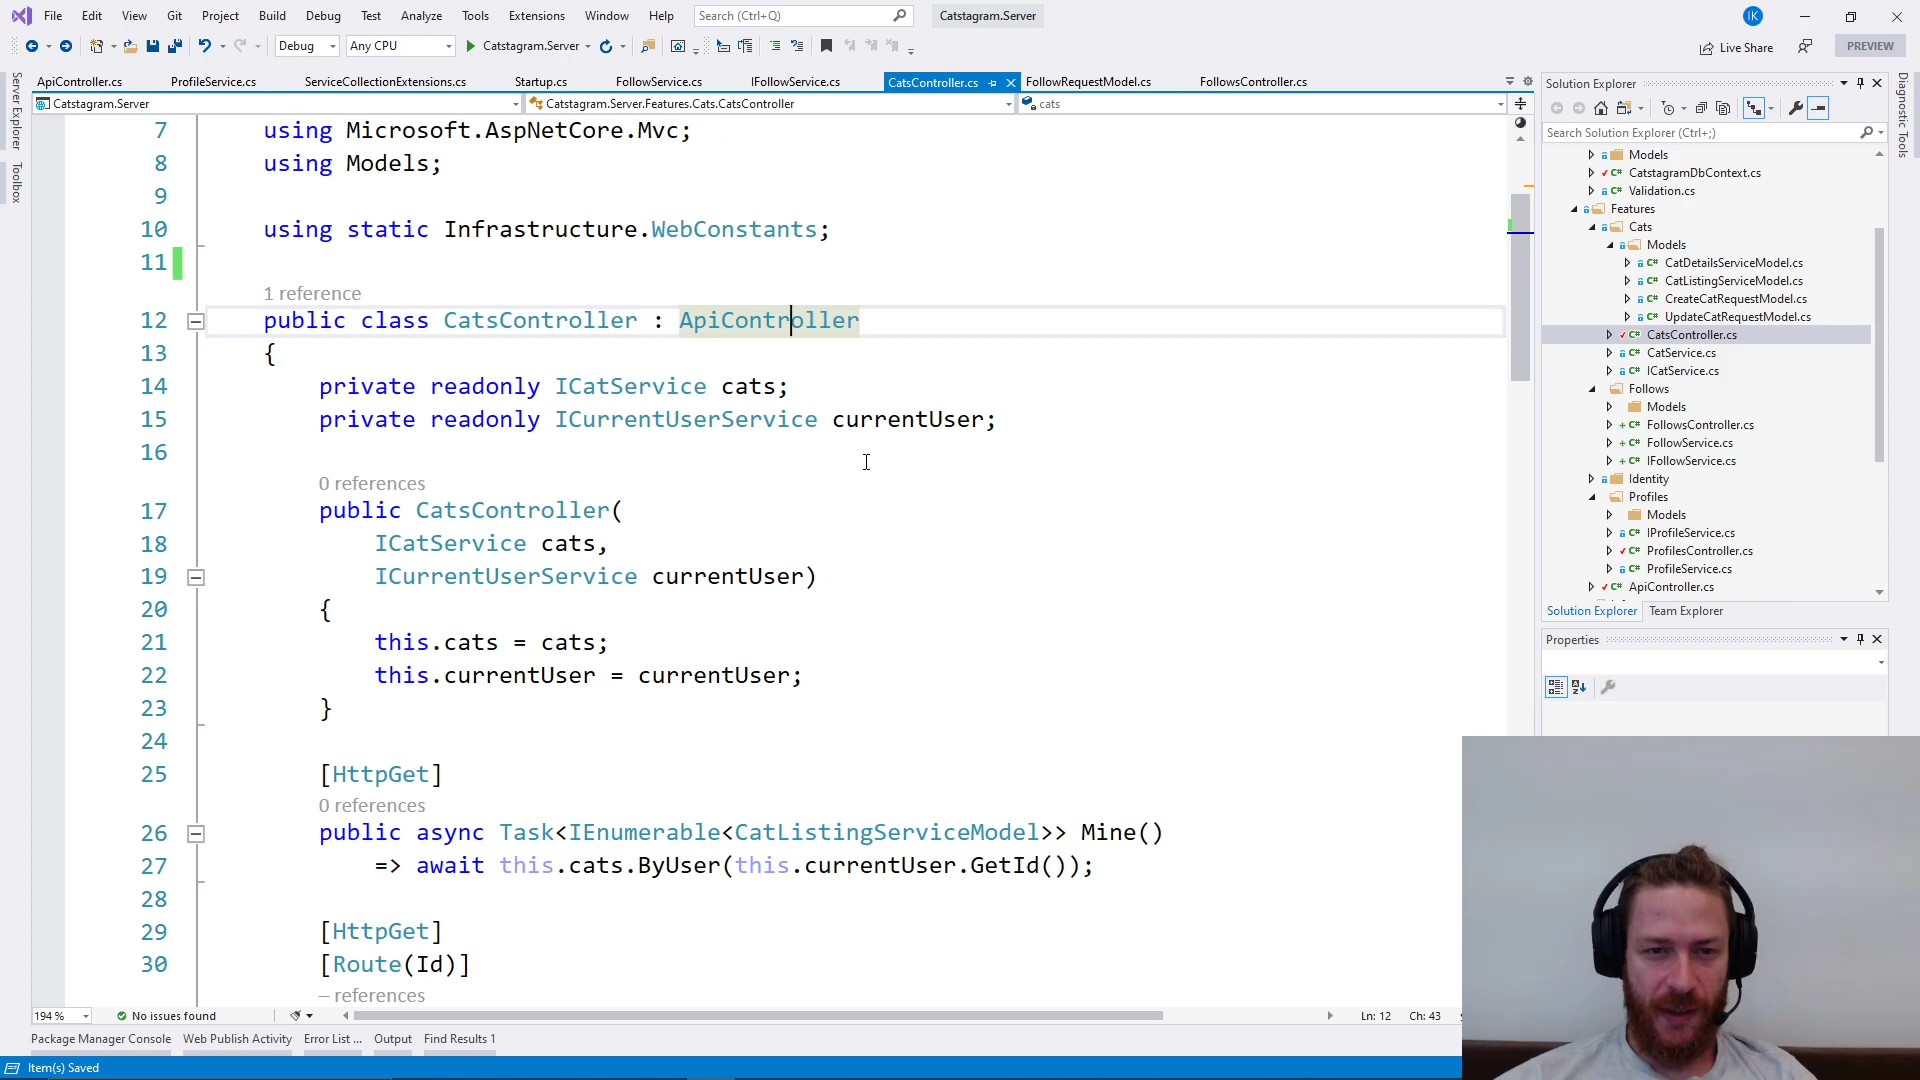 File Edit View Git Project Build Debug Test Analyze Tools Extensions Window Help Search (Ctrl+Q) Catstagram.Server IK
Debug Any CPU Catstagram.Server Live Share PREVIEW
ApiController.cs ProfileService.cs ServiceCollectionExtensions.cs Startup.cs FollowService.cs IFollowService.cs CatsController.cs FollowRequestModel.cs FollowsController.cs
Catstagram.Server Catstagram.Server.Features.Cats.CatsController cats
Server Explorer
Toolbox
7 using Microsoft.AspNetCore.Mvc;
8 using Models;
9
10 using static Infrastructure.WebConstants;
11
1 reference
12 public class CatsController : ApiController
13 {
14 private readonly ICatService cats;
15 private readonly ICurrentUserService currentUser;
16
0 references
17 public CatsController(
18 ICatService cats,
19 ICurrentUserService currentUser)
20 {
21 this.cats = cats;
22 this.currentUser = currentUser;
23 }
24
25 [HttpGet]
0 references
26 public async Task<IEnumerable<CatListingServiceModel>> Mine()
27 => await this.cats.ByUser(this.currentUser.GetId());
28
29 [HttpGet]
30 [Route(Id)]
– references
194 % No issues found Ln: 12 Ch: 43
Package Manager Console Web Publish Activity Error List ... Output Find Results 1
Item(s) Saved
Solution Explorer
Search Solution Explorer (Ctrl+;)
Models
CatstagramDbContext.cs
Validation.cs
Features
Cats
Models
CatDetailsServiceModel.cs
CatListingServiceModel.cs
CreateCatRequestModel.cs
UpdateCatRequestModel.cs
CatsController.cs
CatService.cs
ICatService.cs
Follows
Models
FollowsController.cs
FollowService.cs
IFollowService.cs
Identity
Profiles
Models
IProfileService.cs
ProfilesController.cs
ProfileService.cs
ApiController.cs
Solution Explorer Team Explorer
Properties
Diagnostic Tools